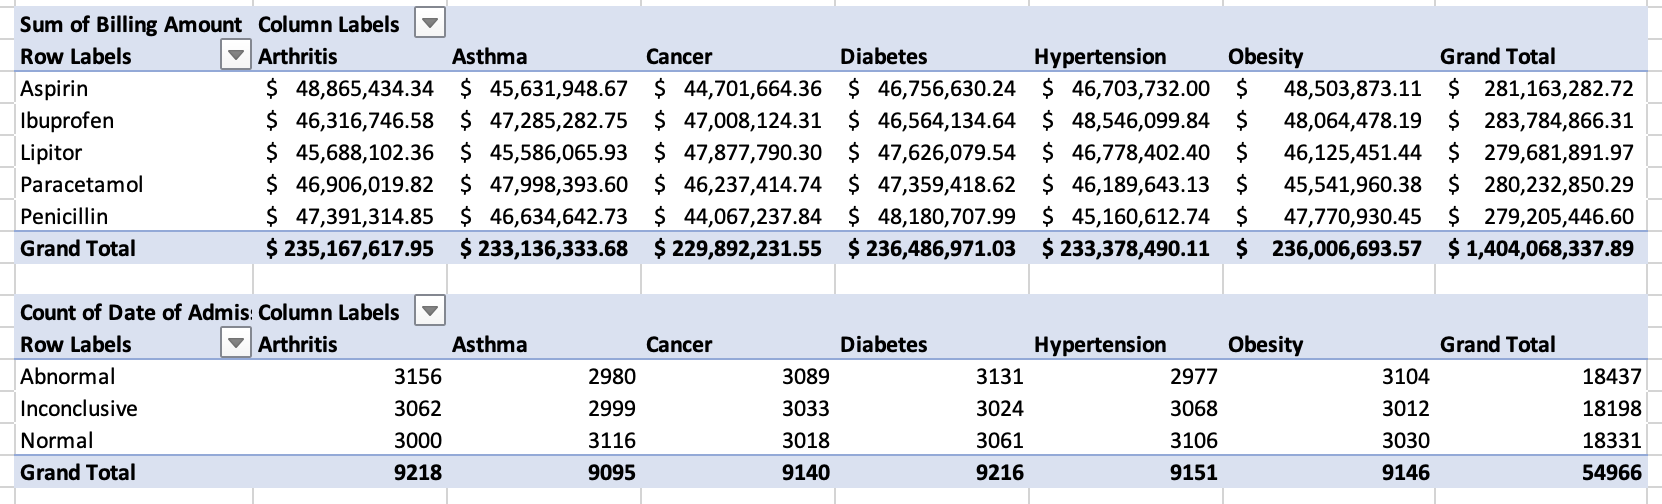 Sum of Billing Amount Column Labels
Row Labels Arthritis Asthma Cancer Diabetes Hypertension Obesity Grand Total
Aspirin $ 48,865,434.34 $ 45,631,948.67 $ 44,701,664.36 $ 46,756,630.24 $ 46,703,732.00 $ 48,503,873.11 $ 281,163,282.72
Ibuprofen $ 46,316,746.58 $ 47,285,282.75 $ 47,008,124.31 $ 46,564,134.64 $ 48,546,099.84 $ 48,064,478.19 $ 283,784,866.31
Lipitor $ 45,688,102.36 $ 45,586,065.93 $ 47,877,790.30 $ 47,626,079.54 $ 46,778,402.40 $ 46,125,451.44 $ 279,681,891.97
Paracetamol $ 46,906,019.82 $ 47,998,393.60 $ 46,237,414.74 $ 47,359,418.62 $ 46,189,643.13 $ 45,541,960.38 $ 280,232,850.29
Penicillin $ 47,391,314.85 $ 46,634,642.73 $ 44,067,237.84 $ 48,180,707.99 $ 45,160,612.74 $ 47,770,930.45 $ 279,205,446.60
Grand Total $ 235,167,617.95 $ 233,136,333.68 $ 229,892,231.55 $ 236,486,971.03 $ 233,378,490.11 $ 236,006,693.57 $ 1,404,068,337.89
Count of Date of Admis Column Labels
Row Labels Arthritis Asthma Cancer Diabetes Hypertension Obesity Grand Total
Abnormal 3156 2980 3089 3131 2977 3104 18437
Inconclusive 3062 2999 3033 3024 3068 3012 18198
Normal 3000 3116 3018 3061 3106 3030 18331
Grand Total 9218 9095 9140 9216 9151 9146 54966